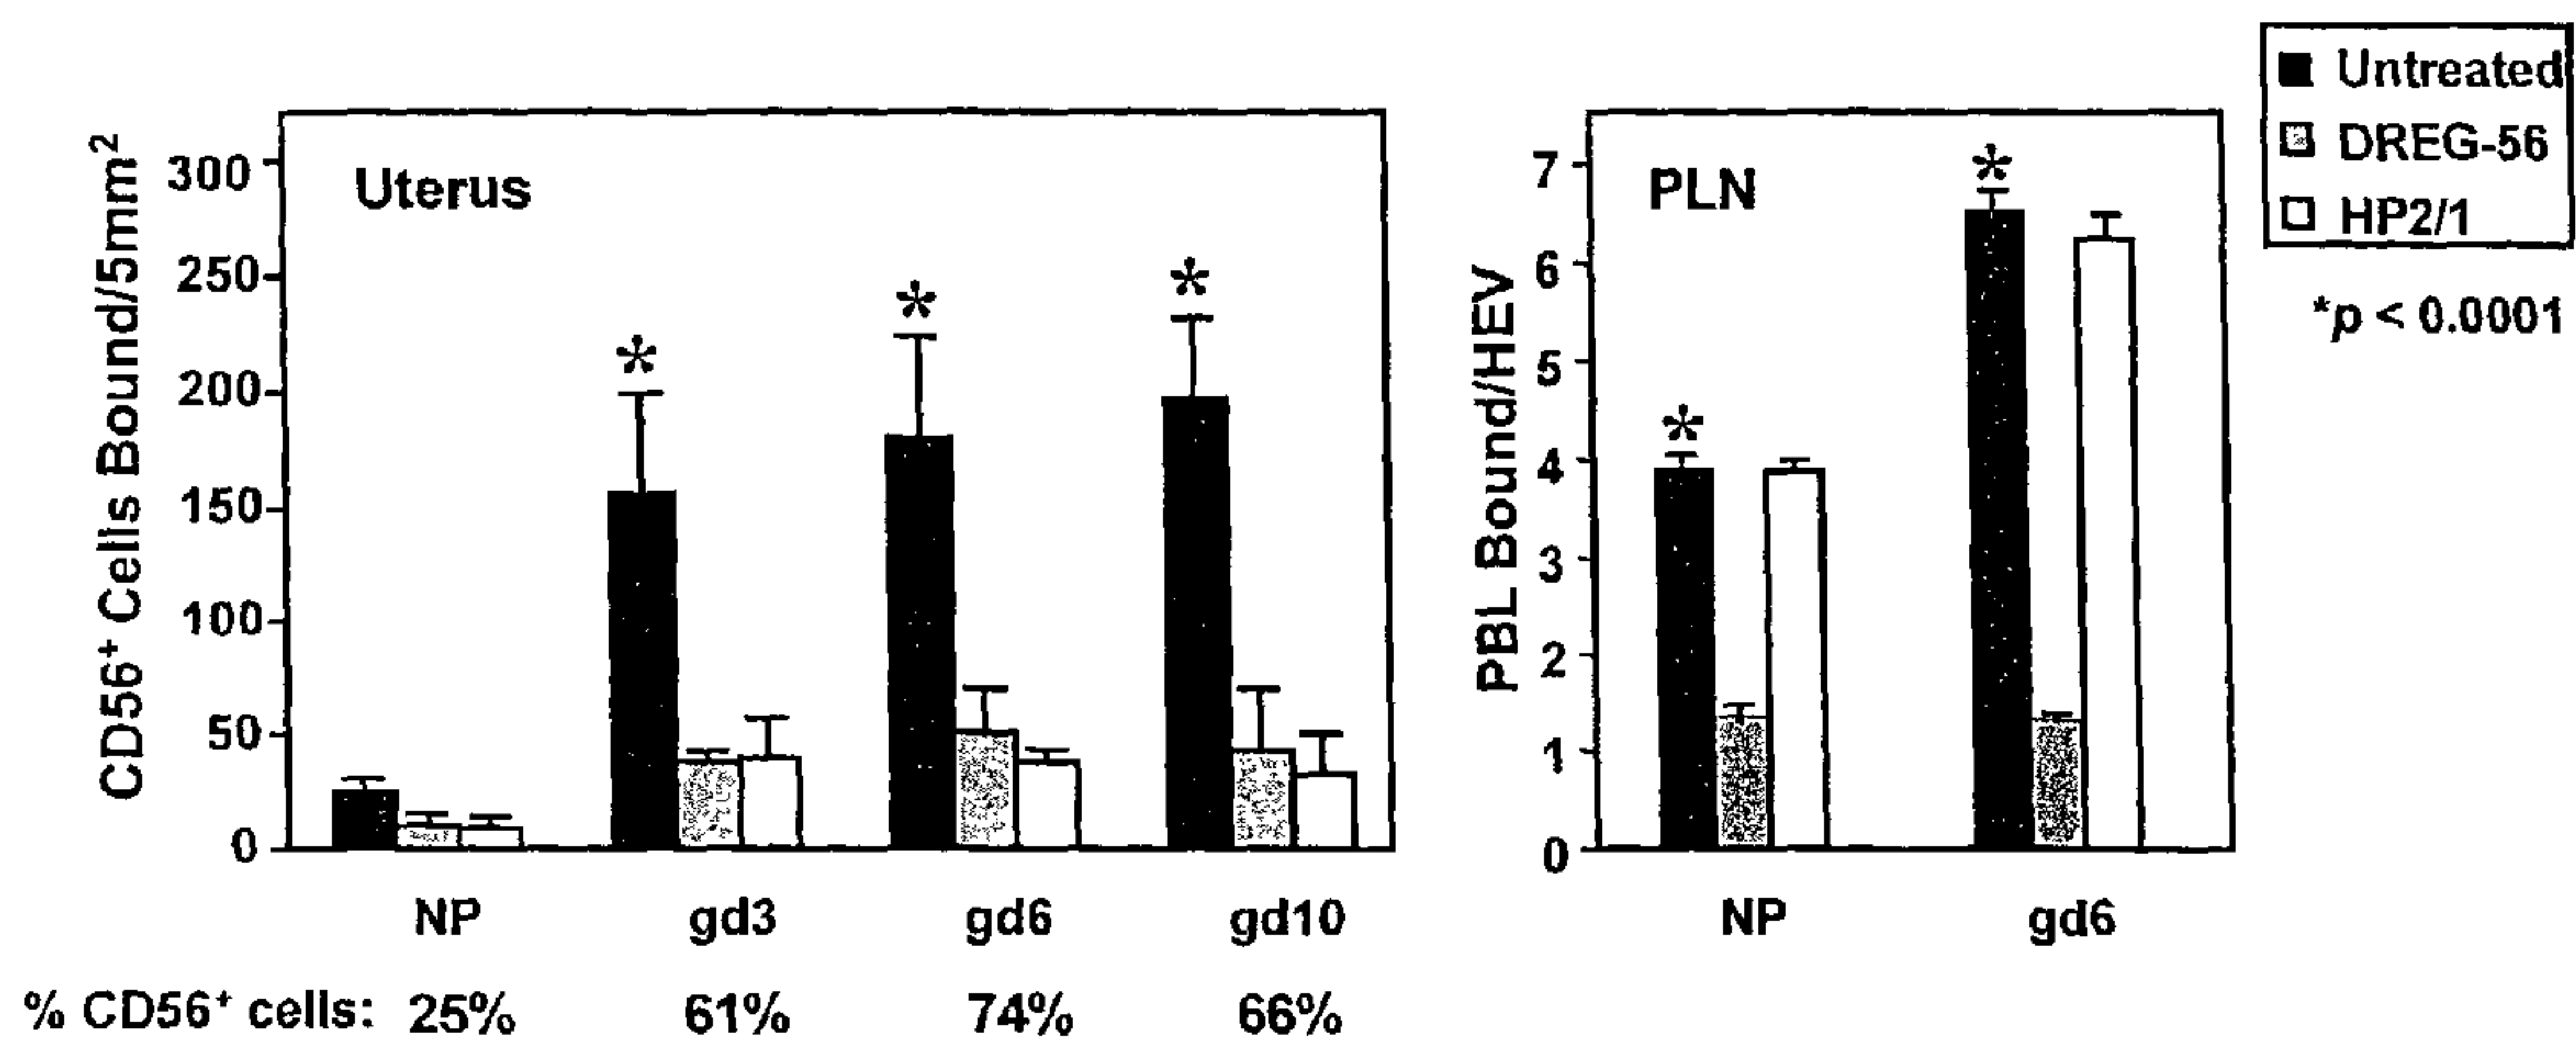 Untreated
DREG-56
HP2/1
*p < 0.0001
Uterus
CD56⁺ Cells Bound/5mm²
300
250
200
150
100
50
0
* * *
NP gd3 gd6 gd10
% CD56⁺ cells: 25% 61% 74% 66%
PLN
PBL Bound/HEV
7
6
5
4
3
2
1
0
* *
NP gd6